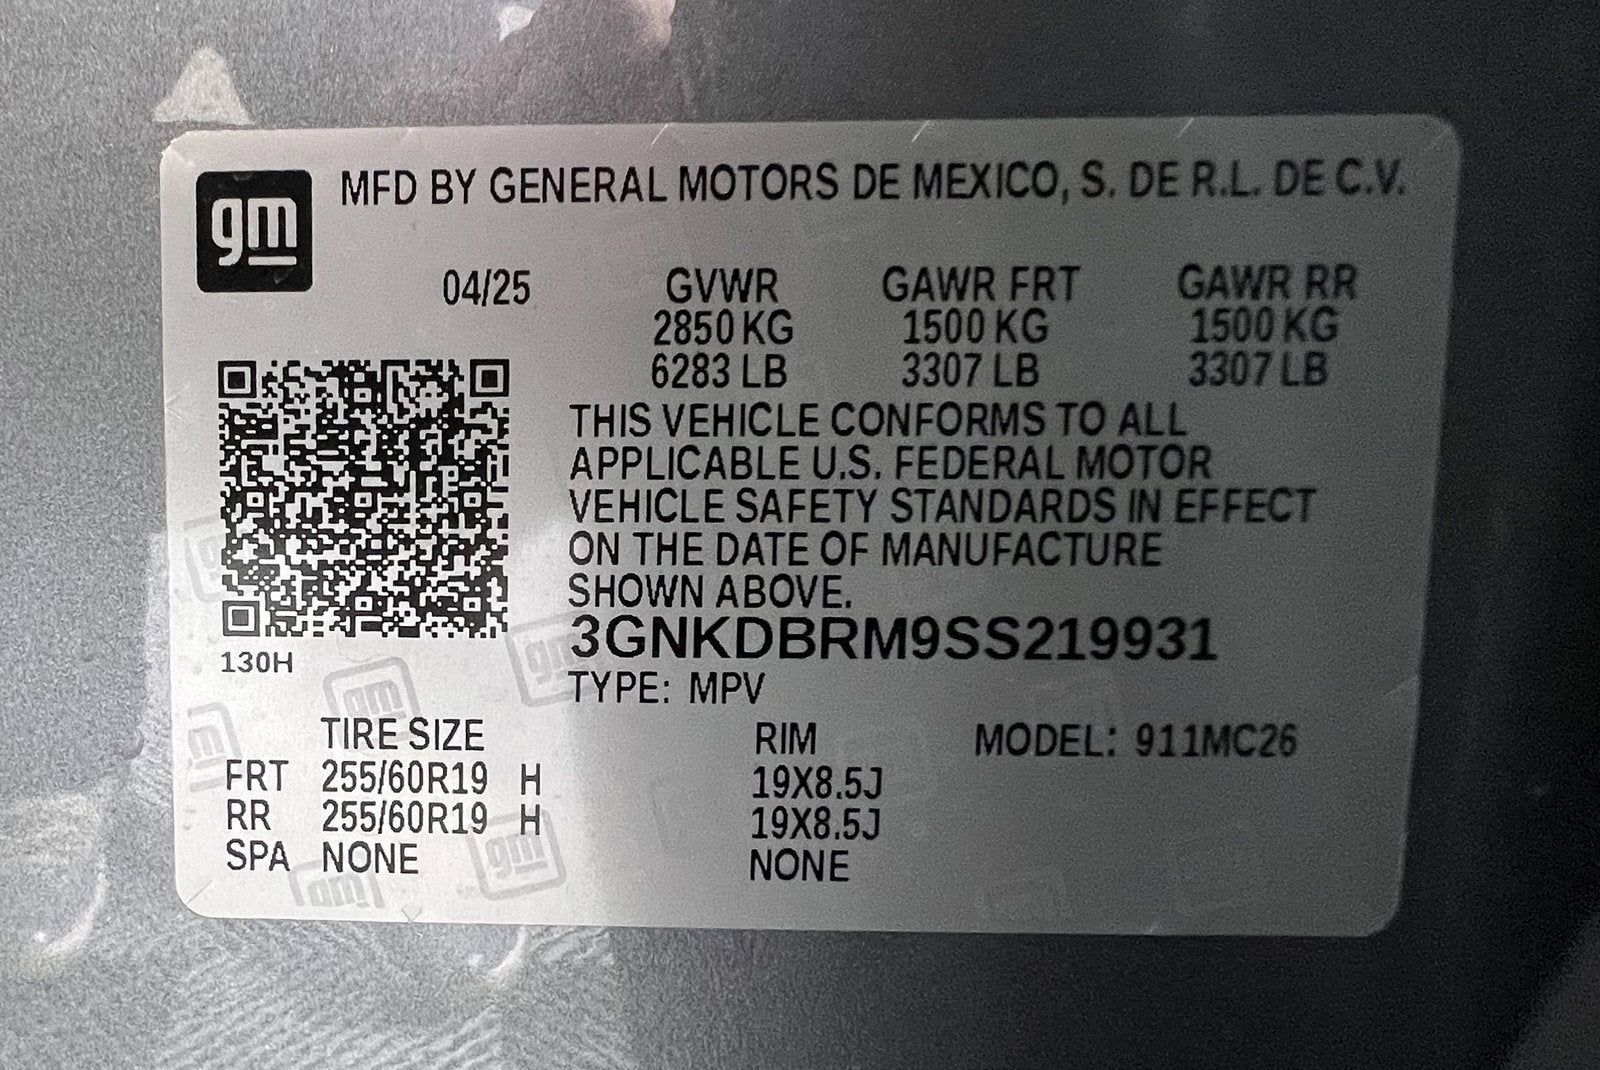 gm
MFD BY GENERAL MOTORS DE MEXICO, S. DE R.L. DE C.V.
04/25 GVWR GAWR FRT GAWR RR
2850 KG 1500 KG 1500 KG
6283 LB 3307 LB 3307 LB
THIS VEHICLE CONFORMS TO ALL
APPLICABLE U.S. FEDERAL MOTOR
VEHICLE SAFETY STANDARDS IN EFFECT
ON THE DATE OF MANUFACTURE
SHOWN ABOVE.
3GNKDBRM9SS219931
130H
TYPE: MPV
TIRE SIZE RIM MODEL: 911MC26
FRT 255/60R19 H 19X8.5J
RR 255/60R19 H 19X8.5J
SPA NONE NONE